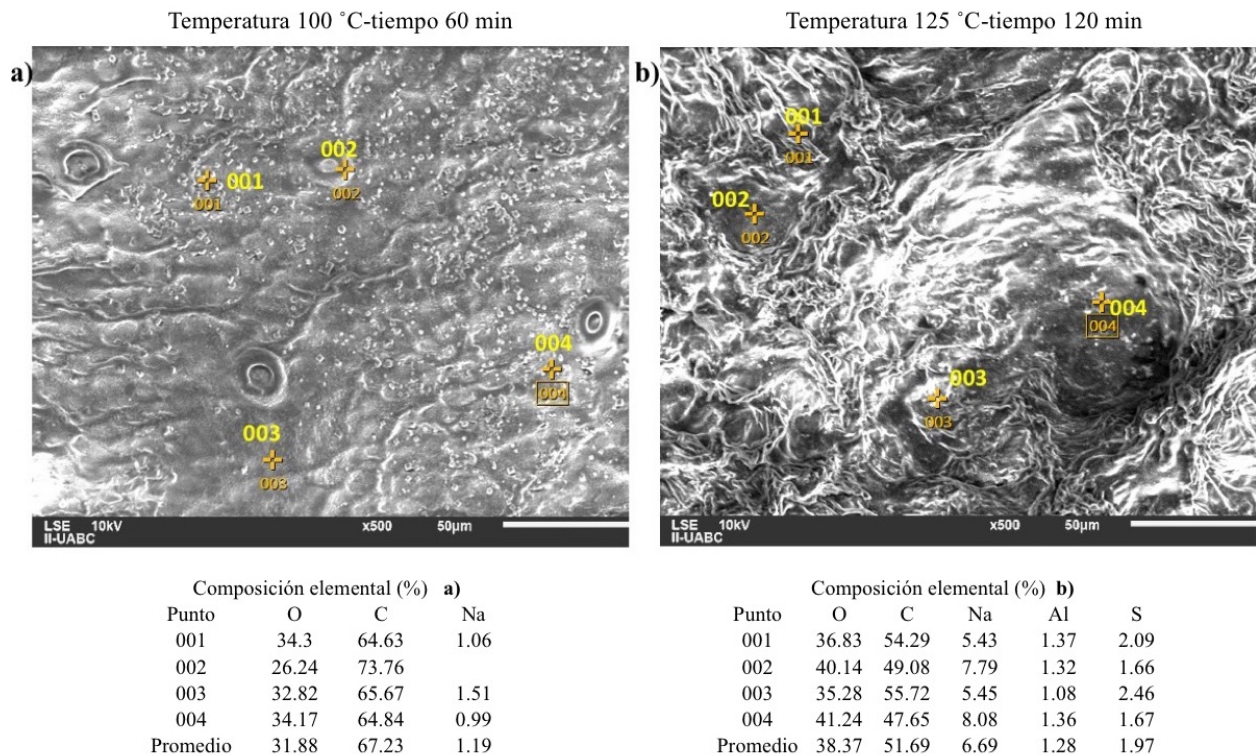 Temperatura 100 ˚C-tiempo 60 min
Temperatura 125 ˚C-tiempo 120 min
a)
001
001
002
002
003
003
004
004
LSE 10kV x500 50µm
II-UABC
b)
001
001
002
002
003
003
004
004
LSE 10kV x500 50µm
II-UABC
Composición elemental (%) a)
Punto O C Na
001 34.3 64.63 1.06
002 26.24 73.76
003 32.82 65.67 1.51
004 34.17 64.84 0.99
Promedio 31.88 67.23 1.19
Composición elemental (%) b)
Punto O C Na Al S
001 36.83 54.29 5.43 1.37 2.09
002 40.14 49.08 7.79 1.32 1.66
003 35.28 55.72 5.45 1.08 2.46
004 41.24 47.65 8.08 1.36 1.67
Promedio 38.37 51.69 6.69 1.28 1.97